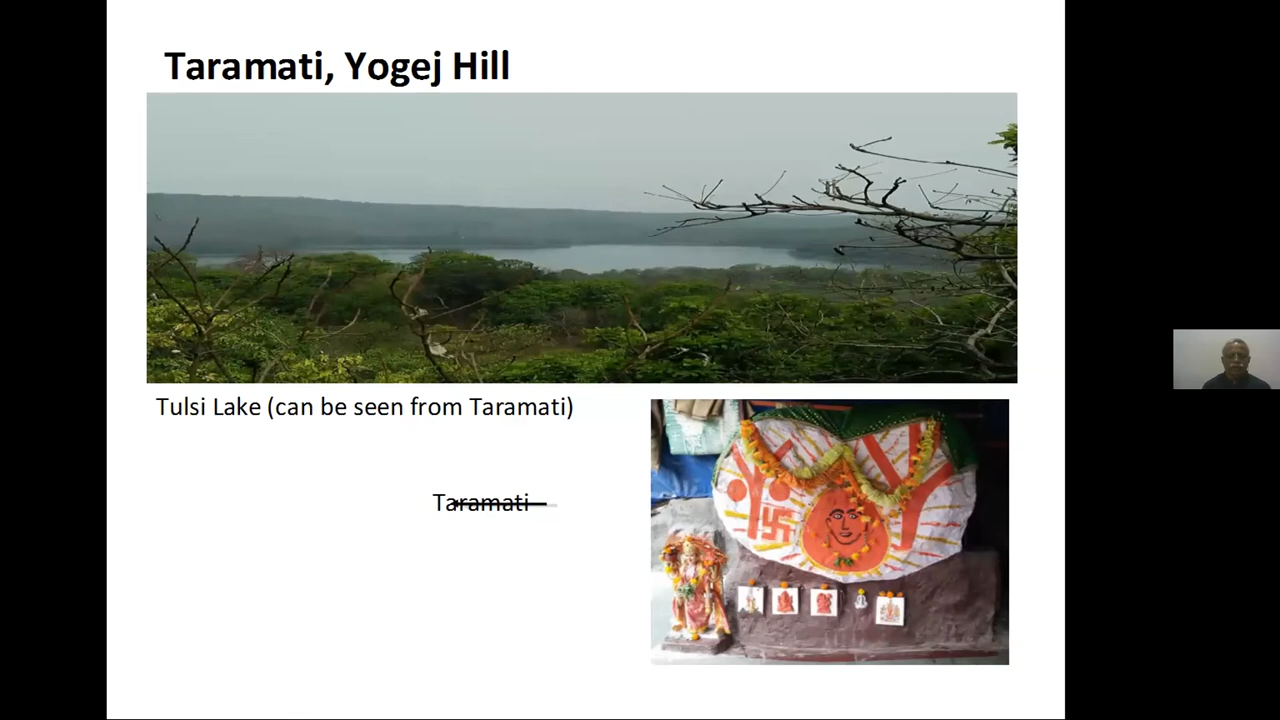 Taramati, Yogej Hill
Tulsi Lake (can be seen from Taramati)
Taramati